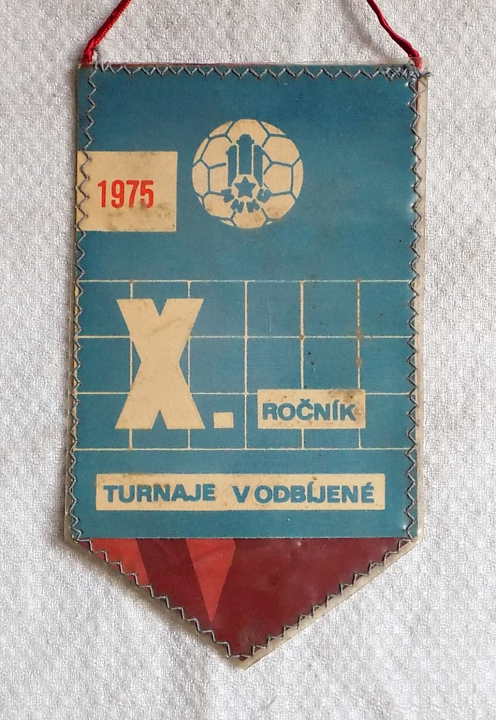 1975
X.
ROČNÍK
TURNAJE V ODBÍJENÉ